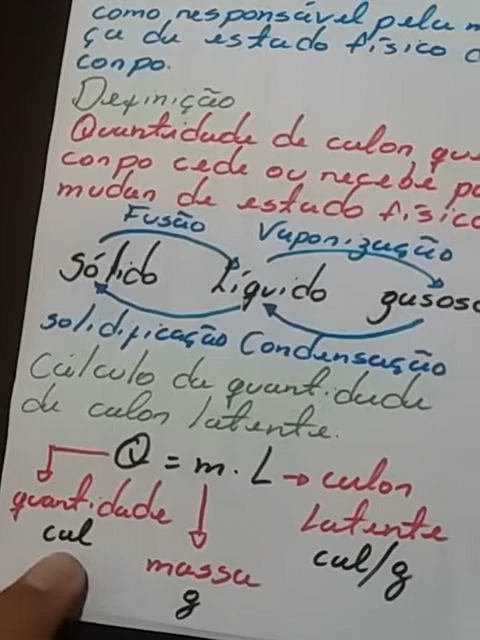 como responsável pela m
ça de estado físico d
corpo.
Definição
Quantidade de calor que
corpo cede ou recebe pa
mudar de estado físico
Fusão Vaporização
sólido líquido gasoso
solidificação Condensação
Cálculo da quantidade
de calor latente.
Q = m . L → calor
quantidade latente
cal cal/g
massa
g